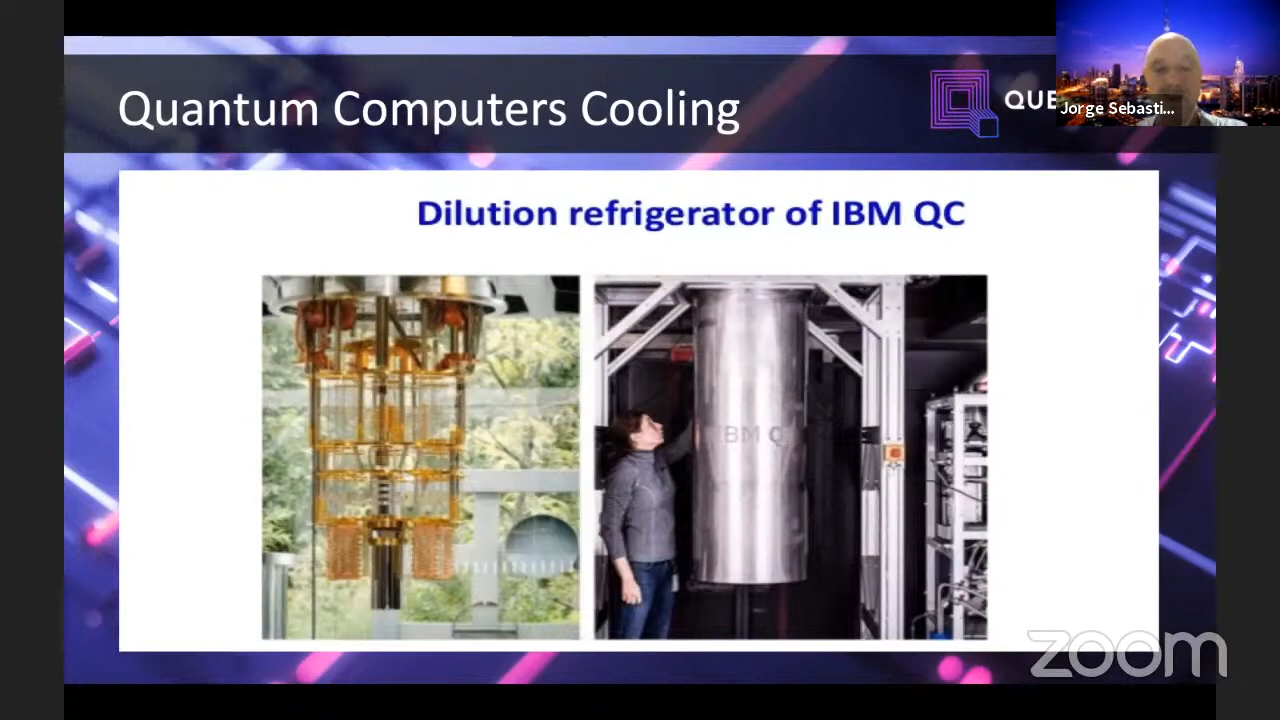 Quantum Computers Cooling
QUE
Jorge Sebasti...
Dilution refrigerator of IBM QC
IBM Q
zoom